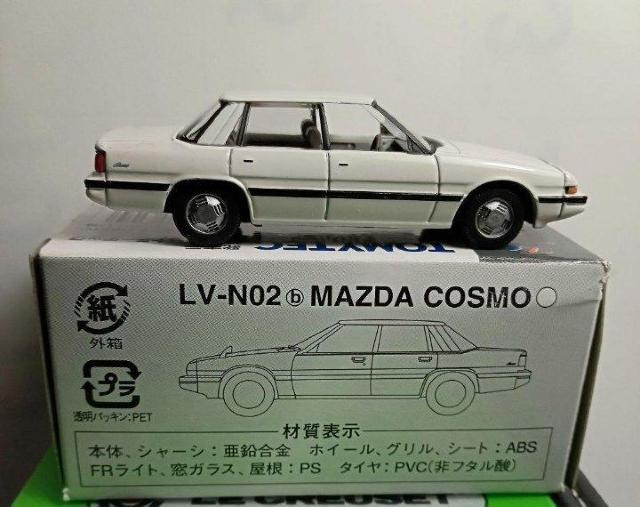 TOMYTEC
LV-N02 ⓑ MAZDA COSMO
紙
外箱
プラ
透明パッキン:PET
材質表示
本体、シャーシ:亜鉛合金 ホイール、グリル、シート:ABS
FRライト、窓ガラス、屋根:PS タイヤ:PVC(非フタル酸)
LE CREUSET